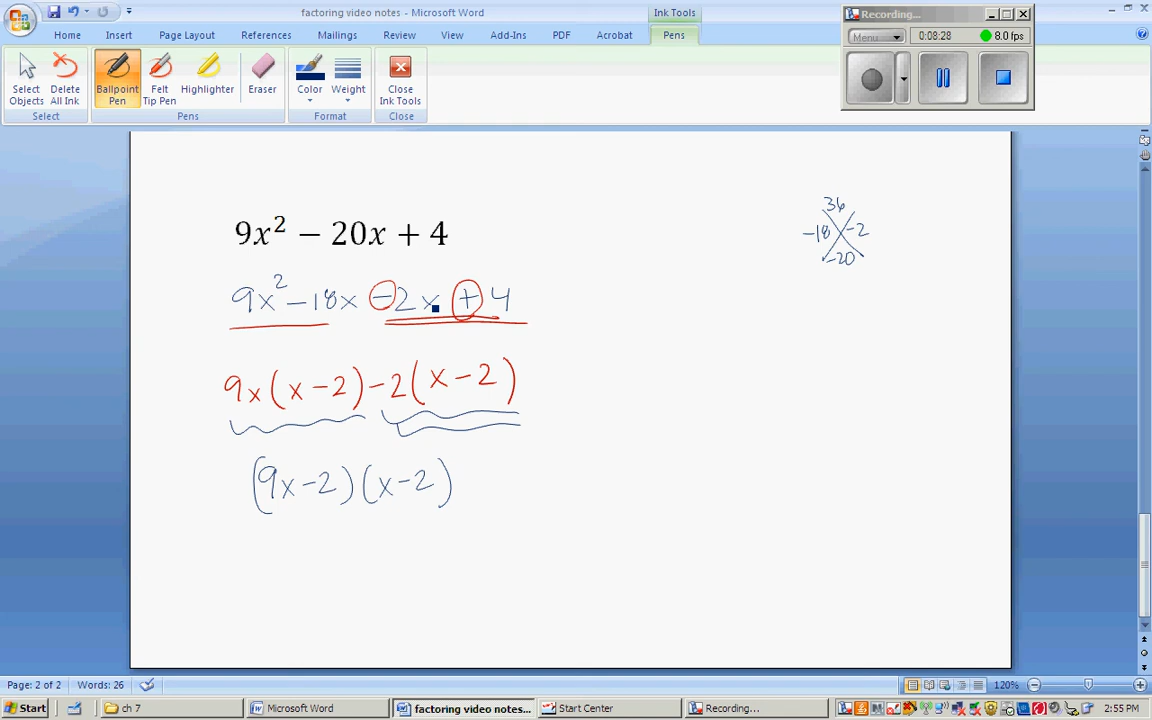 factoring video notes - Microsoft Word
Ink Tools
Recording...
Home Insert Page Layout References Mailings Review View Add-Ins PDF Acrobat Pens
Menu 0:08:28 8.0 fps
Select Objects
Delete All Ink
Ballpoint Pen
Felt Tip Pen
Highlighter
Eraser
Color
Weight
Close Ink Tools
Select Pens Format Close
9x² − 20x + 4
36
−18 −2
−20
9x² − 18x − 2x + 4
9x(x − 2) − 2(x − 2)
(9x − 2)(x − 2)
Page: 2 of 2 Words: 26 120%
Start ch 7 Microsoft Word factoring video notes... Start Center Recording... 2:55 PM